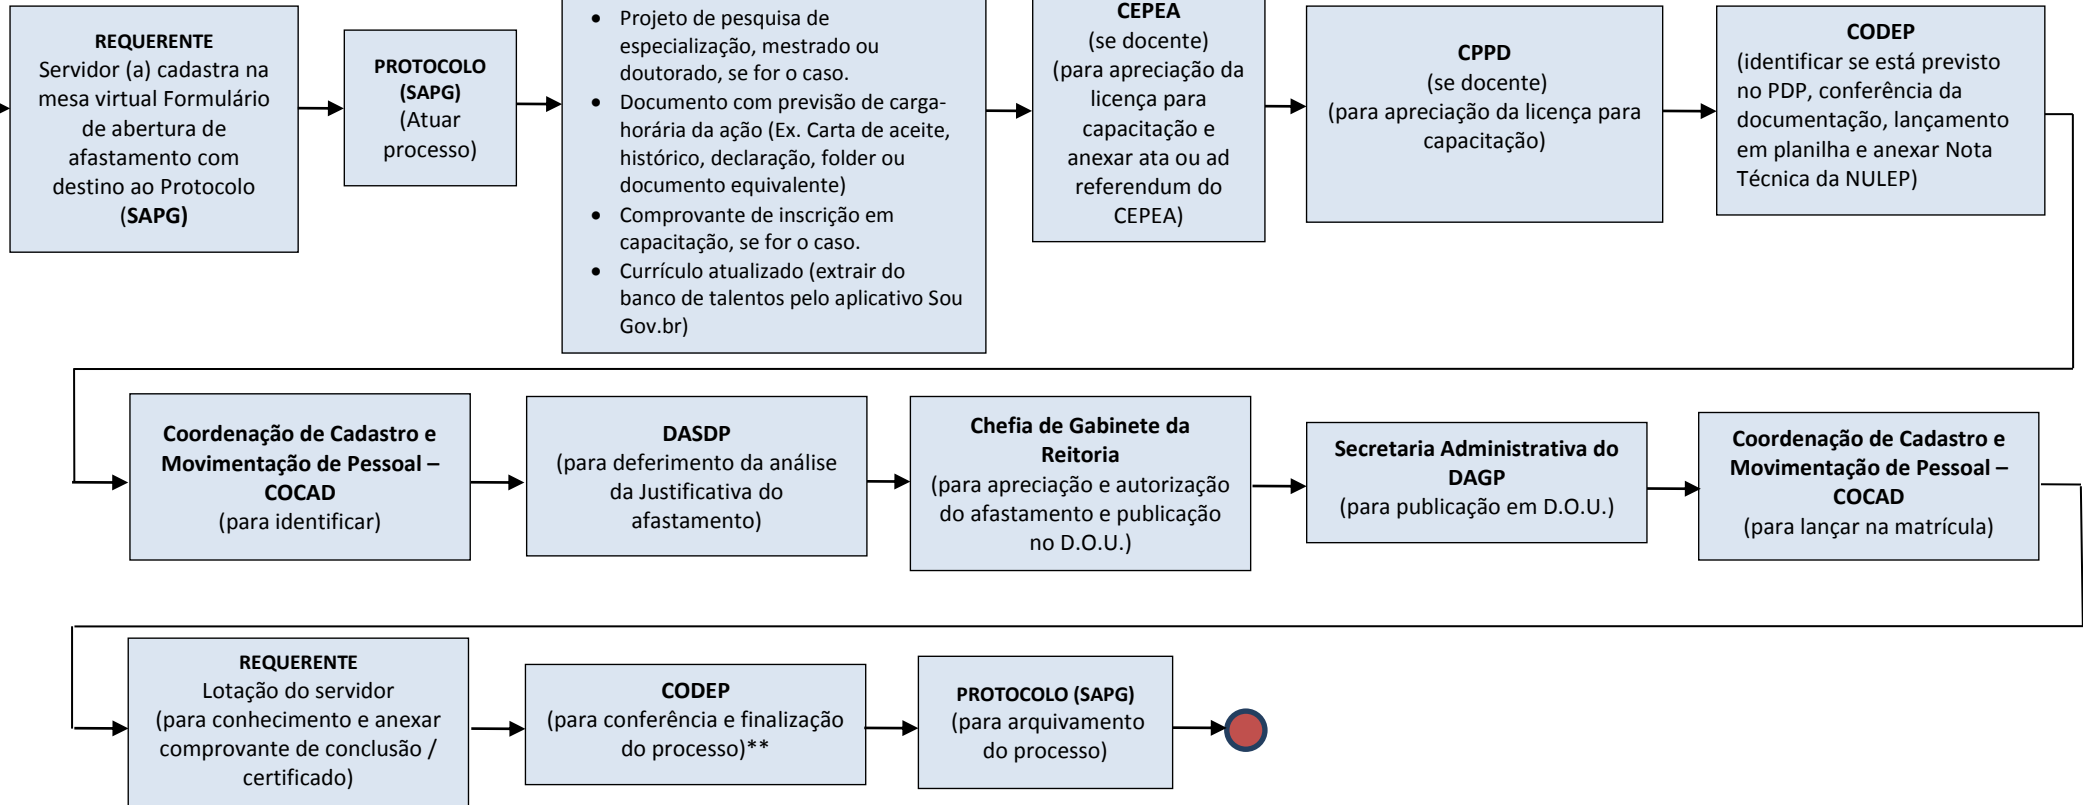 REQUERENTE
Servidor (a) cadastra na
mesa virtual Formulário
de abertura de
afastamento com
destino ao Protocolo
(SAPG)
PROTOCOLO
(SAPG)
(Atuar
processo)
• Projeto de pesquisa de
especialização, mestrado ou
doutorado, se for o caso.
• Documento com previsão de carga-
horária da ação (Ex. Carta de aceite,
histórico, declaração, folder ou
documento equivalente)
• Comprovante de inscrição em
capacitação, se for o caso.
• Currículo atualizado (extrair do
banco de talentos pelo aplicativo Sou
Gov.br)
CEPEA
(se docente)
(para apreciação da
licença para
capacitação e
anexar ata ou ad
referendum do
CEPEA)
CPPD
(se docente)
(para apreciação da licença para
capacitação)
CODEP
(identificar se está previsto
no PDP, conferência da
documentação, lançamento
em planilha e anexar Nota
Técnica da NULEP)
Coordenação de Cadastro e
Movimentação de Pessoal –
COCAD
(para identificar)
DASDP
(para deferimento da análise
da Justificativa do
afastamento)
Chefia de Gabinete da
Reitoria
(para apreciação e autorização
do afastamento e publicação
no D.O.U.)
Secretaria Administrativa do
DAGP
(para publicação em D.O.U.)
Coordenação de Cadastro e
Movimentação de Pessoal –
COCAD
(para lançar na matrícula)
REQUERENTE
Lotação do servidor
(para conhecimento e anexar
comprovante de conclusão /
certificado)
CODEP
(para conferência e finalização
do processo)**
PROTOCOLO (SAPG)
(para arquivamento
do processo)